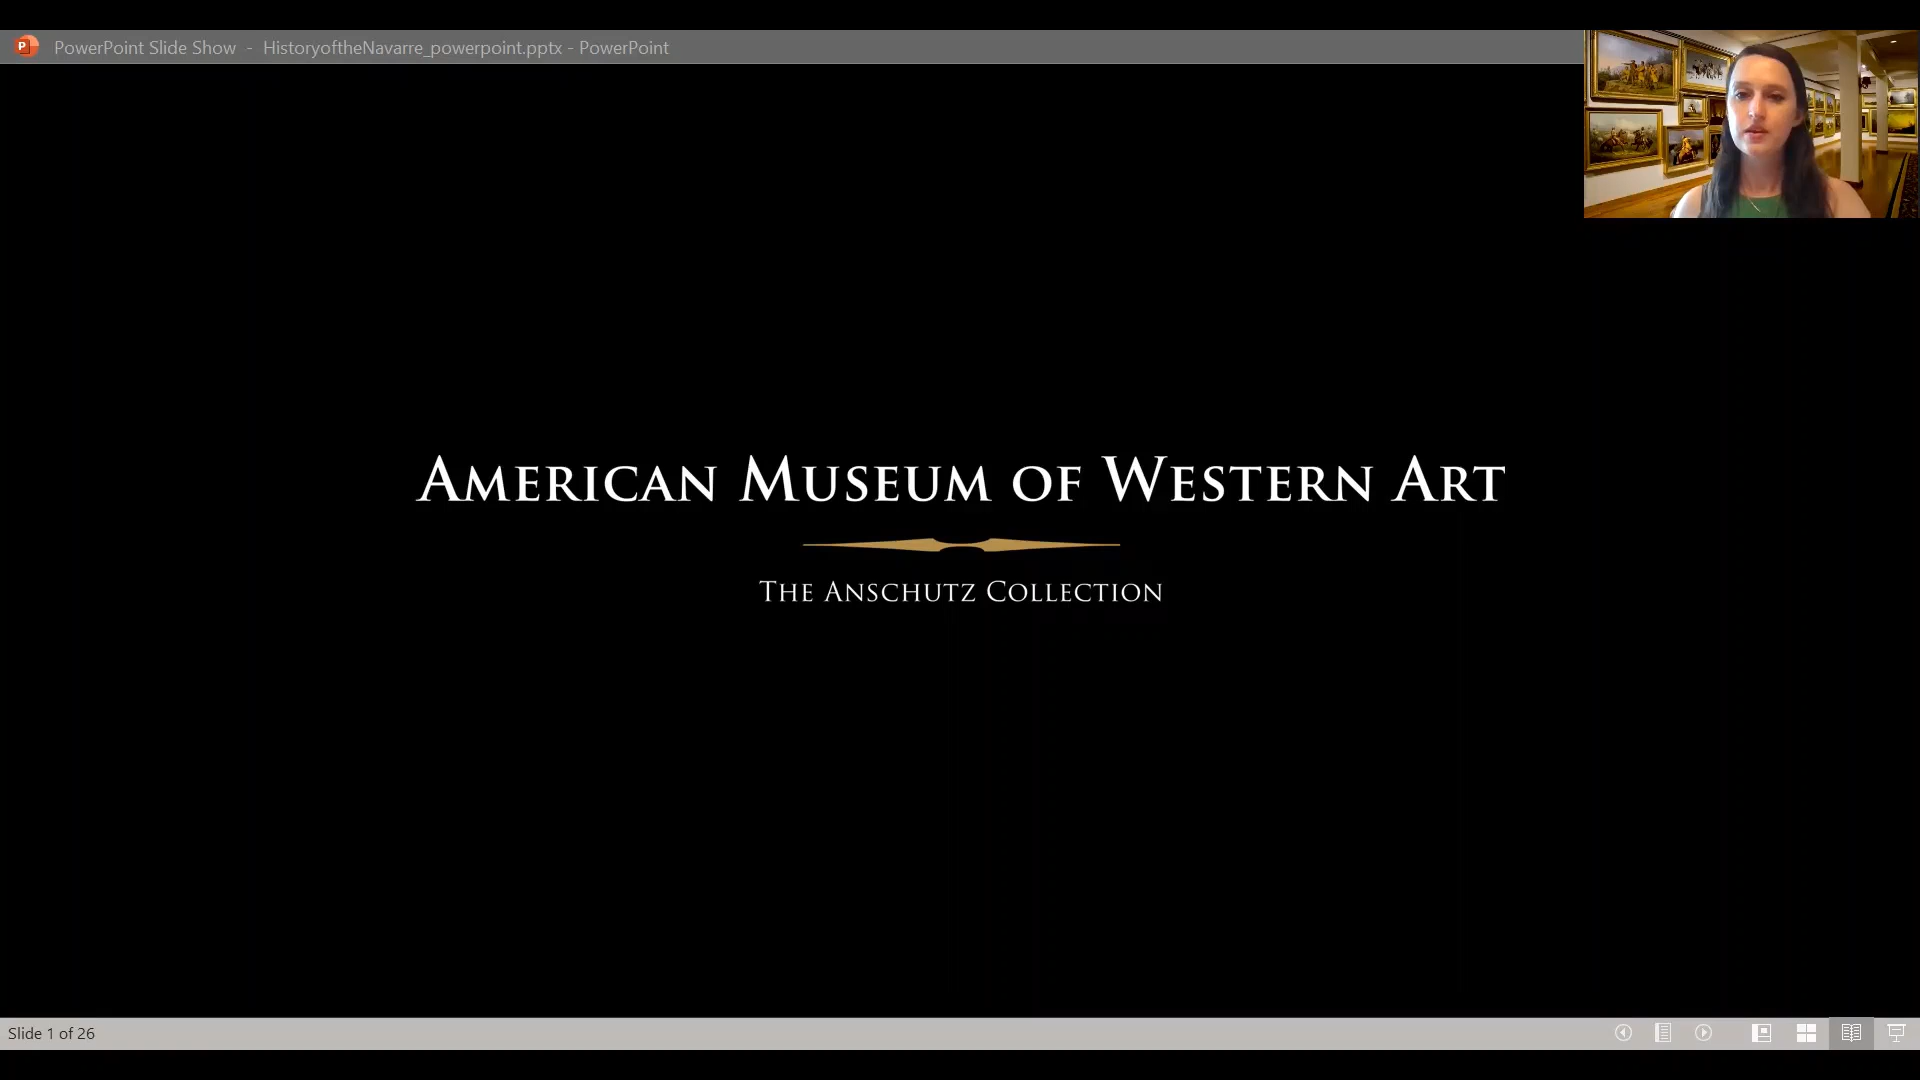 PowerPoint Slide Show - HistoryoftheNavarre_powerpoint.pptx - PowerPoint
American Museum of Western Art
The Anschutz Collection
Slide 1 of 26